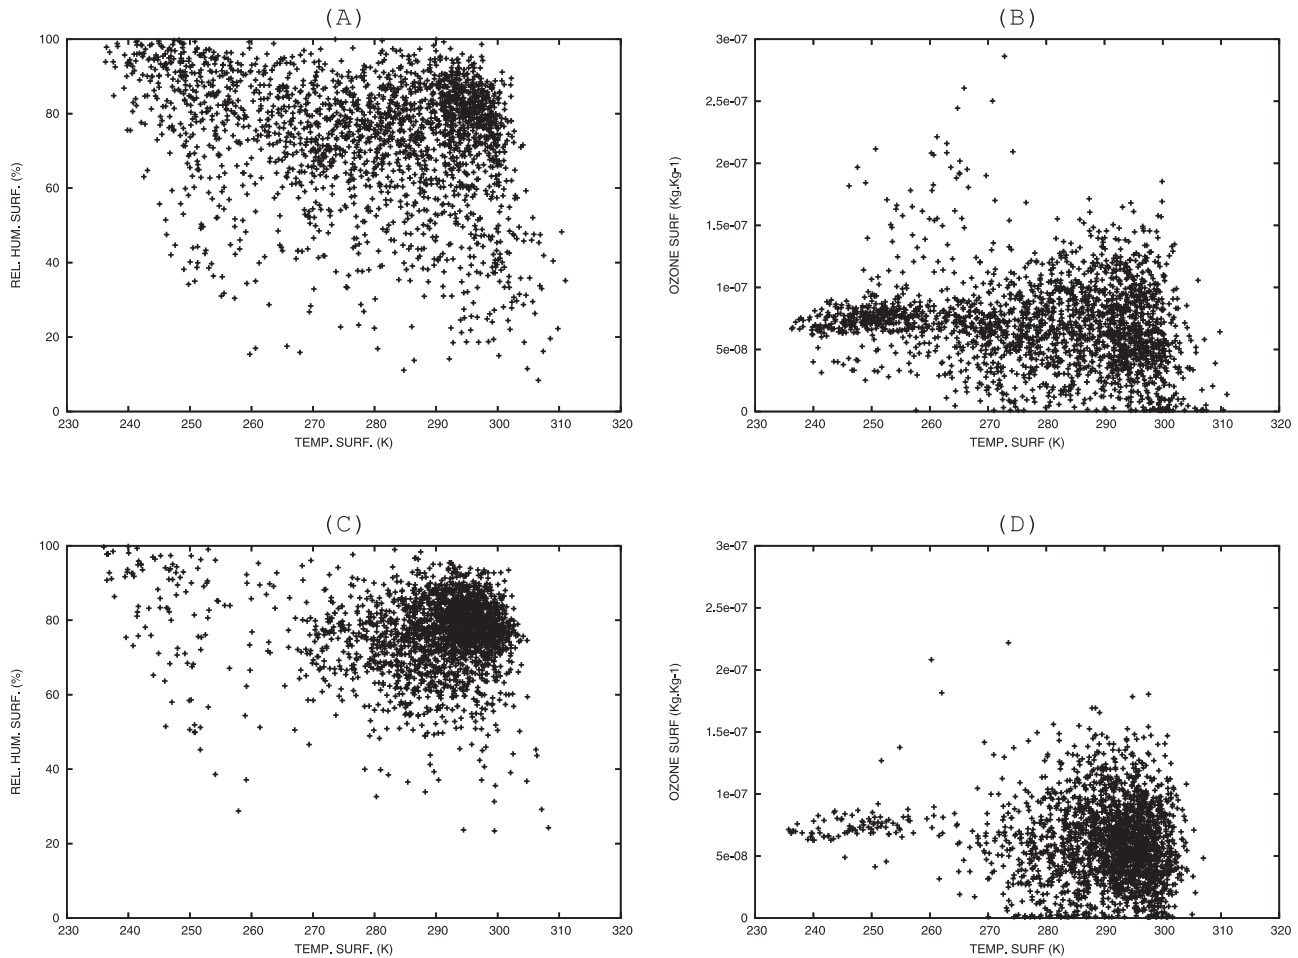 (A)
(B)
100
80
60
40
20
0
REL. HUM. SURF. (%)
230 240 250 260 270 280 290 300 310 320
TEMP. SURF. (K)
3e-07
2.5e-07
2e-07
1.5e-07
1e-07
5e-08
0
OZONE SURF (Kg.Kg-1)
230 240 250 260 270 280 290 300 310 320
TEMP. SURF (K)
(C)
(D)
100
80
60
40
20
0
REL. HUM. SURF. (%)
230 240 250 260 270 280 290 300 310 320
TEMP. SURF. (K)
3e-07
2.5e-07
2e-07
1.5e-07
1e-07
5e-08
0
OZONE SURF (Kg.Kg-1)
230 240 250 260 270 280 290 300 310 320
TEMP. SURF (K)